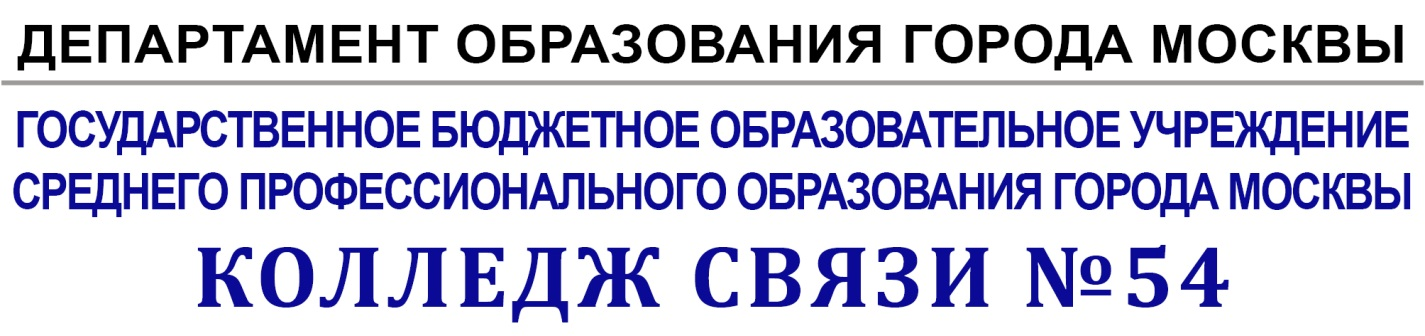 ДЕПАРТАМЕНТ ОБРАЗОВАНИЯ ГОРОДА МОСКВЫ
ГОСУДАРСТВЕННОЕ БЮДЖЕТНОЕ ОБРАЗОВАТЕЛЬНОЕ УЧРЕЖДЕНИЕ
СРЕДНЕГО ПРОФЕССИОНАЛЬНОГО ОБРАЗОВАНИЯ ГОРОДА МОСКВЫ
КОЛЛЕДЖ СВЯЗИ №54